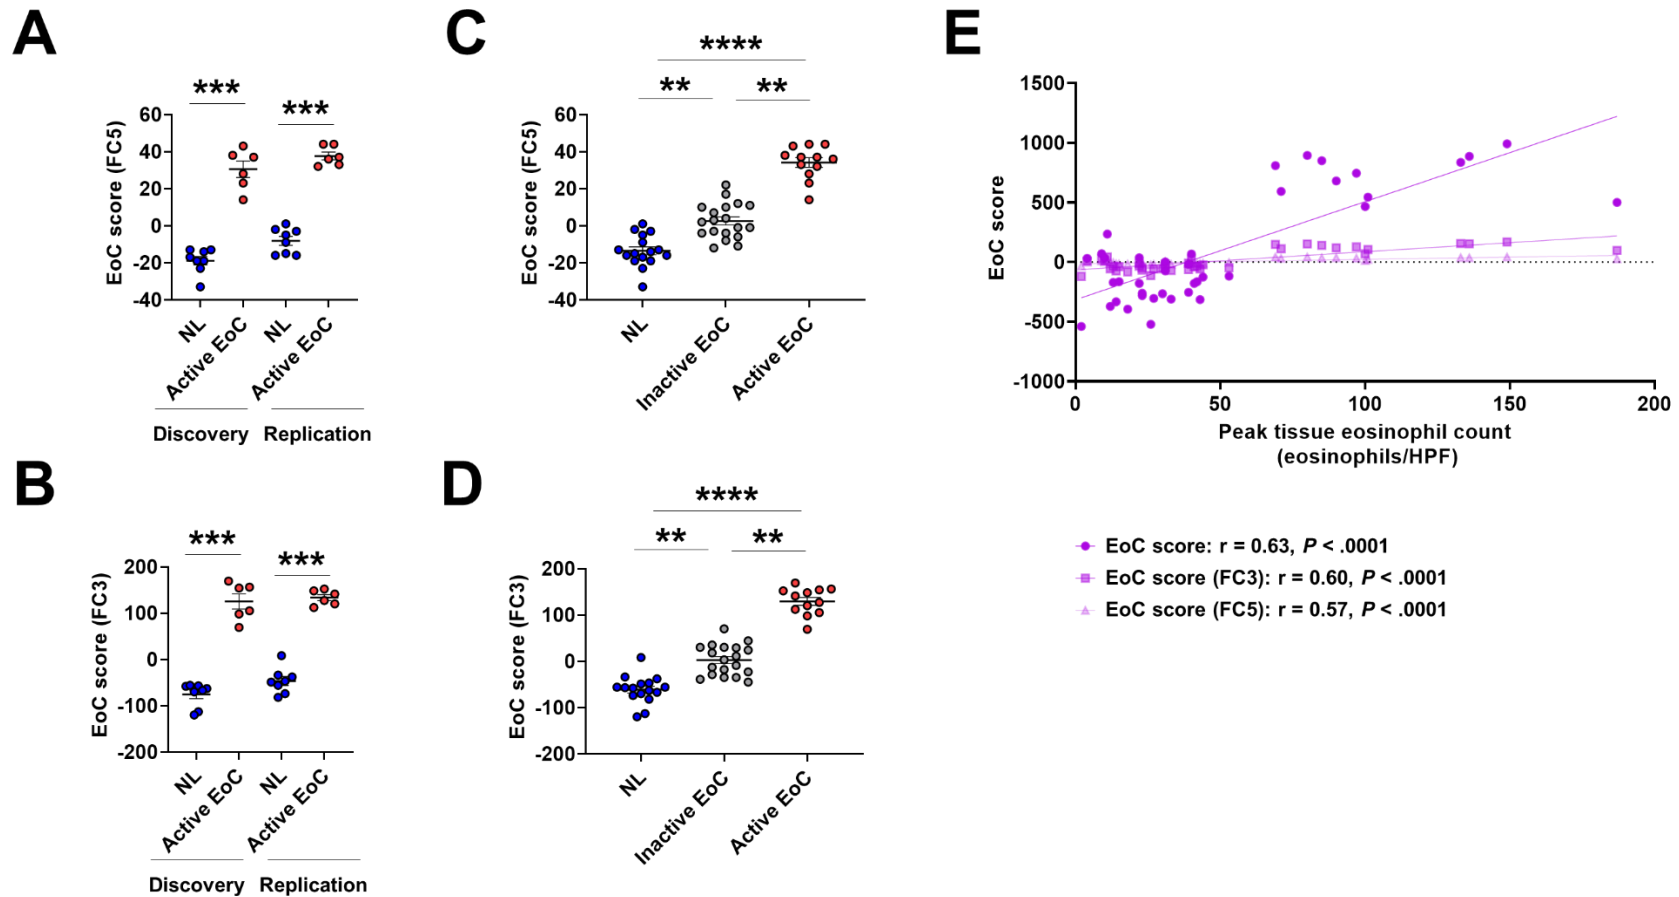 A
***
***
EoC score (FC5)
60
40
20
0
-20
-40
NL
Active EoC
NL
Active EoC
Discovery
Replication
B
***
***
EoC score (FC3)
200
100
0
-100
-200
NL
Active EoC
NL
Active EoC
Discovery
Replication
C
****
**
**
EoC score (FC5)
60
40
20
0
-20
-40
NL
Inactive EoC
Active EoC
D
****
**
**
EoC score (FC3)
200
100
0
-100
-200
NL
Inactive EoC
Active EoC
E
EoC score
1500
1000
500
0
-500
-1000
0
50
100
150
200
Peak tissue eosinophil count
(eosinophils/HPF)
EoC score: r = 0.63, P < .0001
EoC score (FC3): r = 0.60, P < .0001
EoC score (FC5): r = 0.57, P < .0001